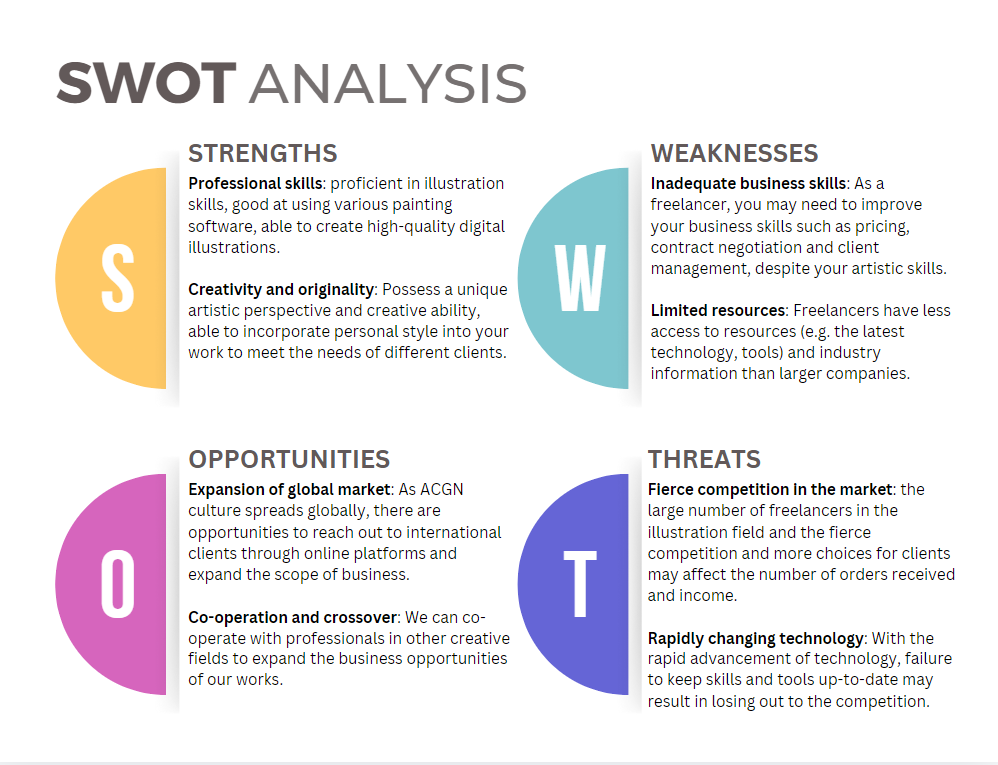 SWOT ANALYSIS
S
STRENGTHS
Professional skills: proficient in illustration
skills, good at using various painting
software, able to create high-quality digital
illustrations.
Creativity and originality: Possess a unique
artistic perspective and creative ability,
able to incorporate personal style into your
work to meet the needs of different clients.
W
WEAKNESSES
Inadequate business skills: As a
freelancer, you may need to improve
your business skills such as pricing,
contract negotiation and client
management, despite your artistic skills.
Limited resources: Freelancers have less
access to resources (e.g. the latest
technology, tools) and industry
information than larger companies.
O
OPPORTUNITIES
Expansion of global market: As ACGN
culture spreads globally, there are
opportunities to reach out to international
clients through online platforms and
expand the scope of business.
Co-operation and crossover: We can co-
operate with professionals in other creative
fields to expand the business opportunities
of our works.
T
THREATS
Fierce competition in the market: the
large number of freelancers in the
illustration field and the fierce
competition and more choices for clients
may affect the number of orders received
and income.
Rapidly changing technology: With the
rapid advancement of technology, failure
to keep skills and tools up-to-date may
result in losing out to the competition.